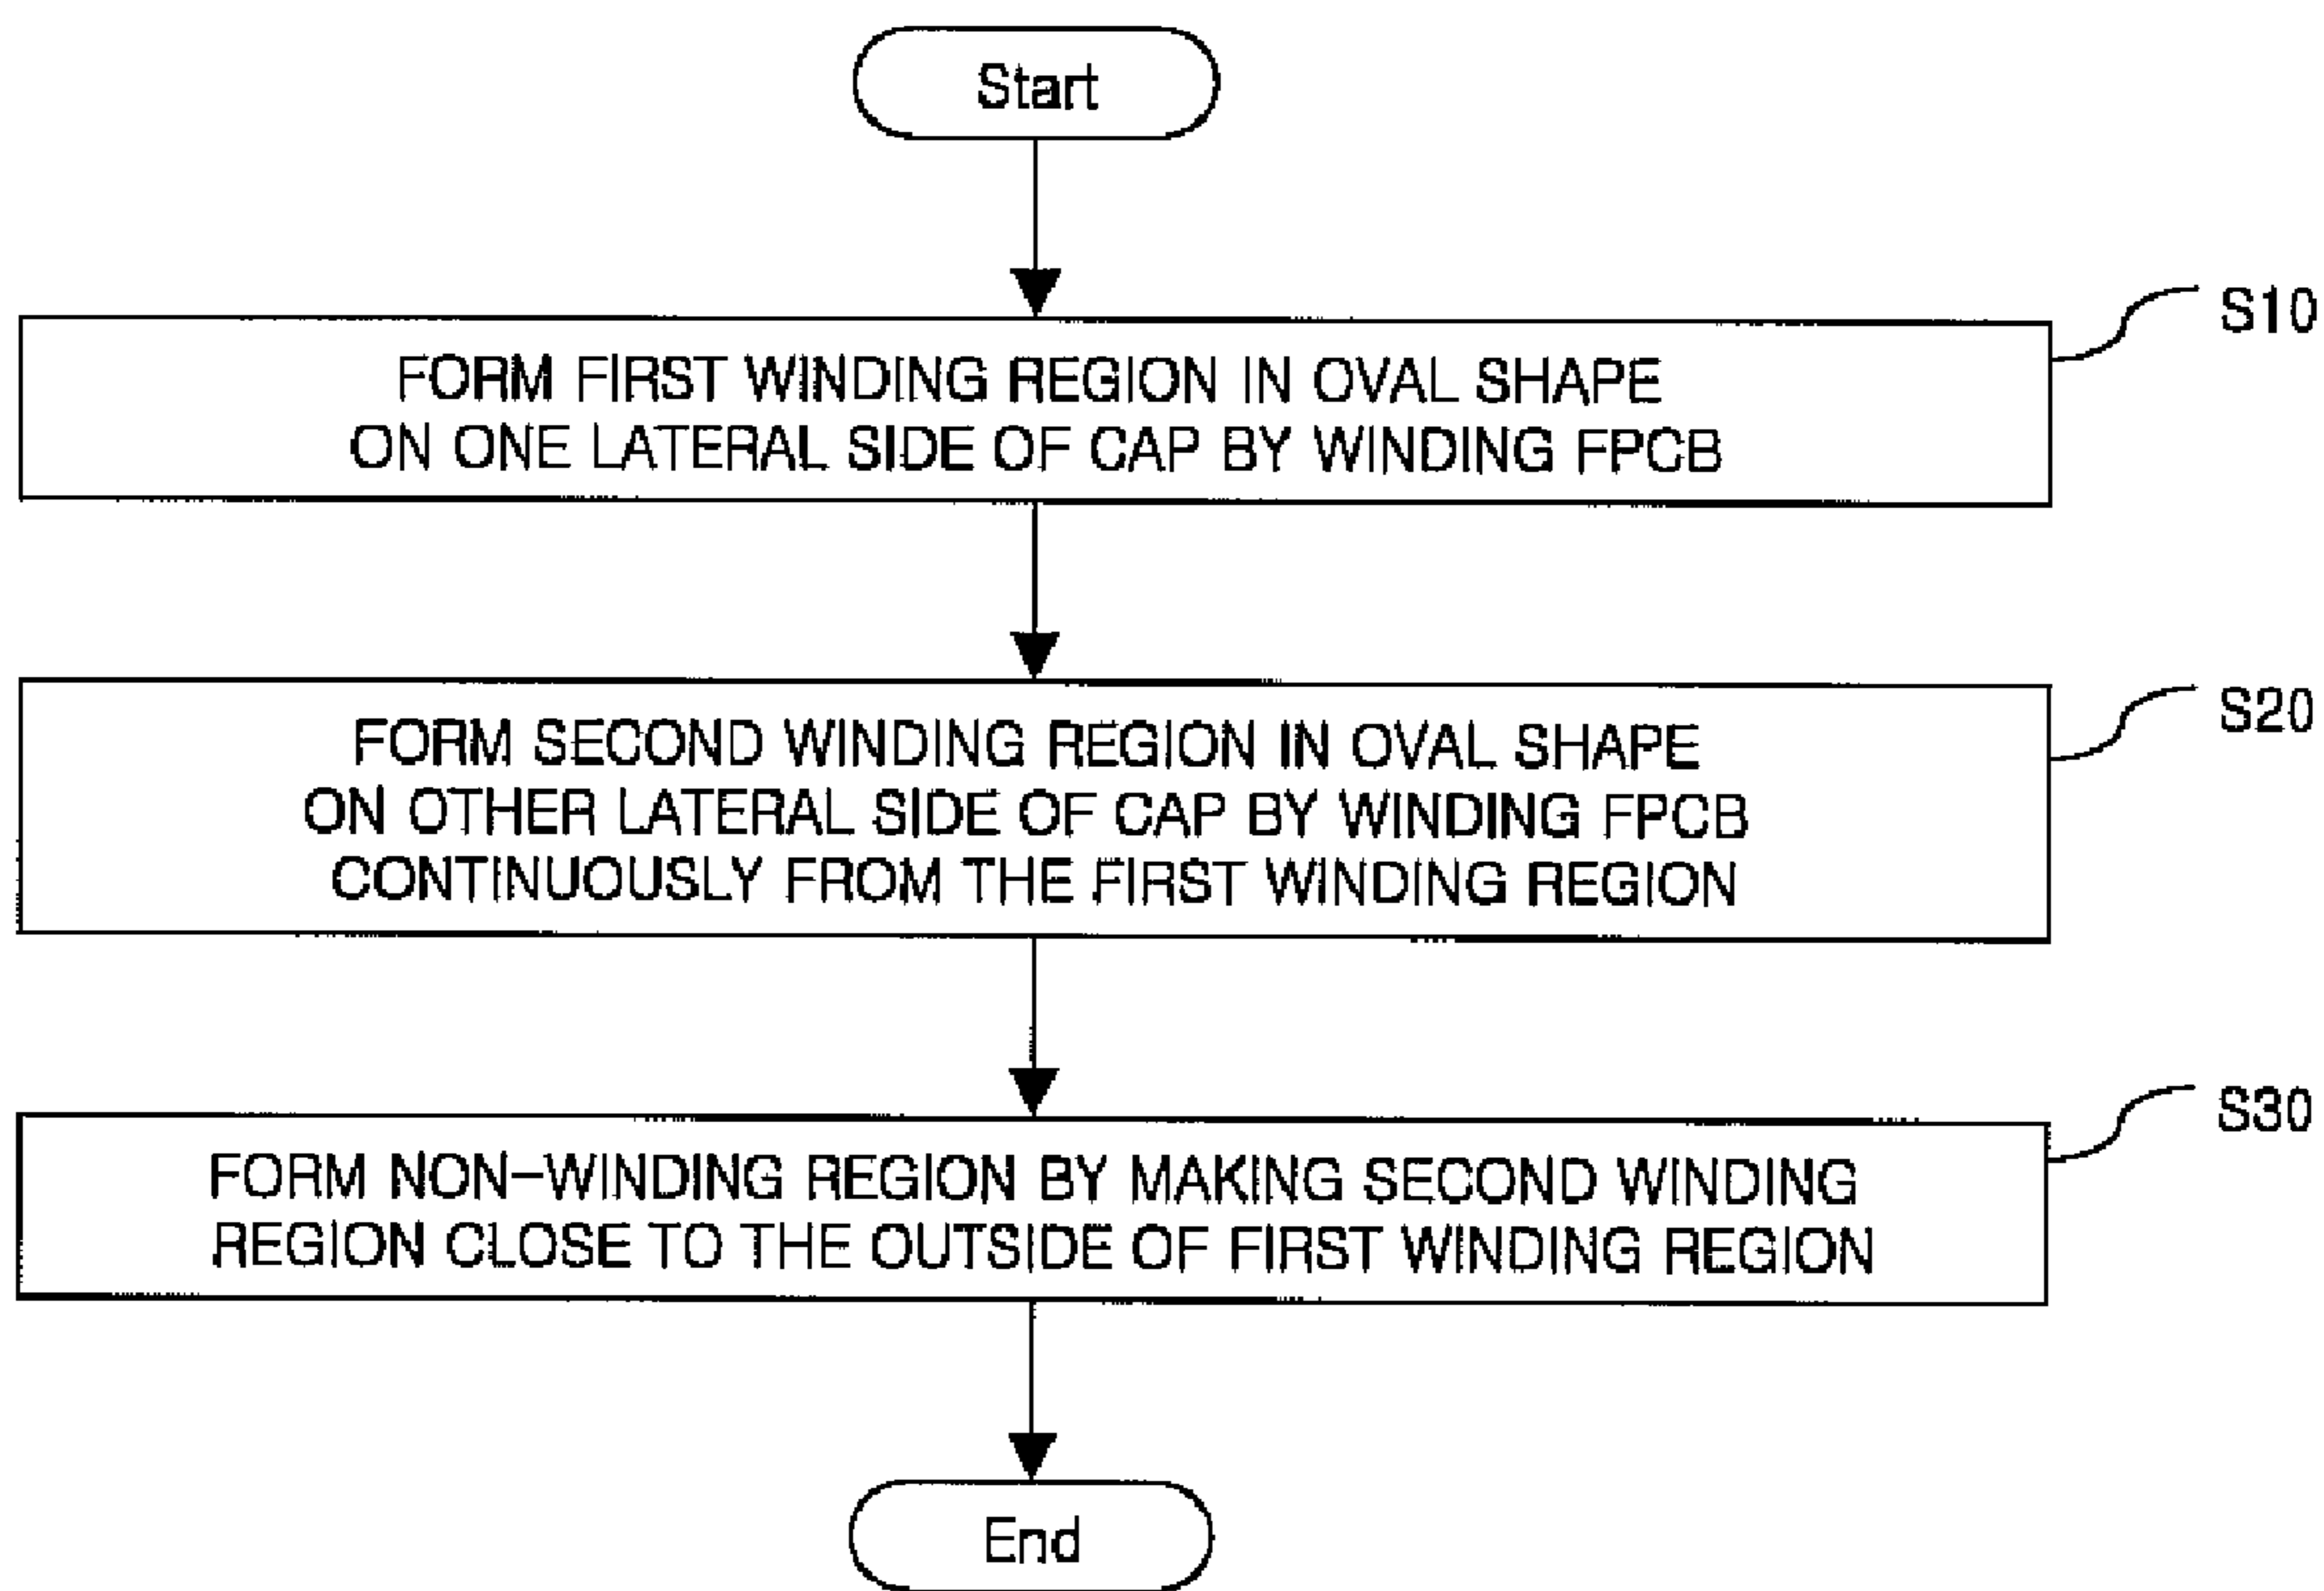 Start
S10
FORM FIRST WINDING REGION IN OVAL SHAPE
ON ONE LATERAL SIDE OF CAP BY WINDING FPCB
S20
FORM SECOND WINDING REGION IN OVAL SHAPE
ON OTHER LATERAL SIDE OF CAP BY WINDING FPCB
CONTINUOUSLY FROM THE FIRST WINDING REGION
S30
FORM NON-WINDING REGION BY MAKING SECOND WINDING
REGION CLOSE TO THE OUTSIDE OF FIRST WINDING REGION
End